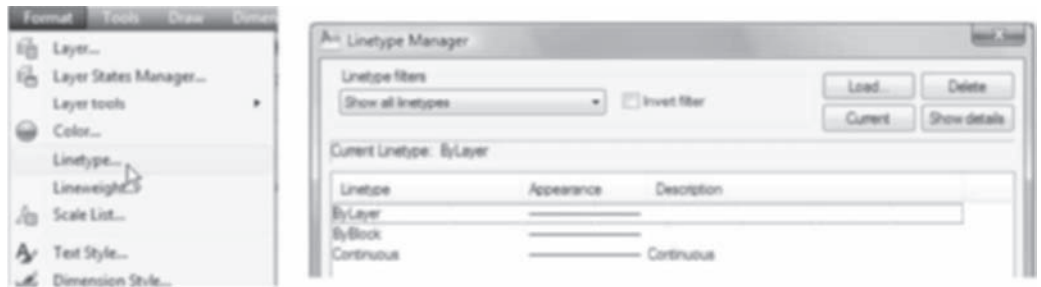 Format Tools Draw Dimen
Layer...
Layer States Manager...
Layer tools
Color...
Linetype...
Lineweight...
Scale List...
Text Style...
Dimension Style...
Linetype Manager
Linetype filters
Show all linetypes
Invert filter
Load...
Delete
Current
Show details
Current Linetype: ByLayer
Linetype Appearance Description
ByLayer
ByBlock
Continuous Continuous